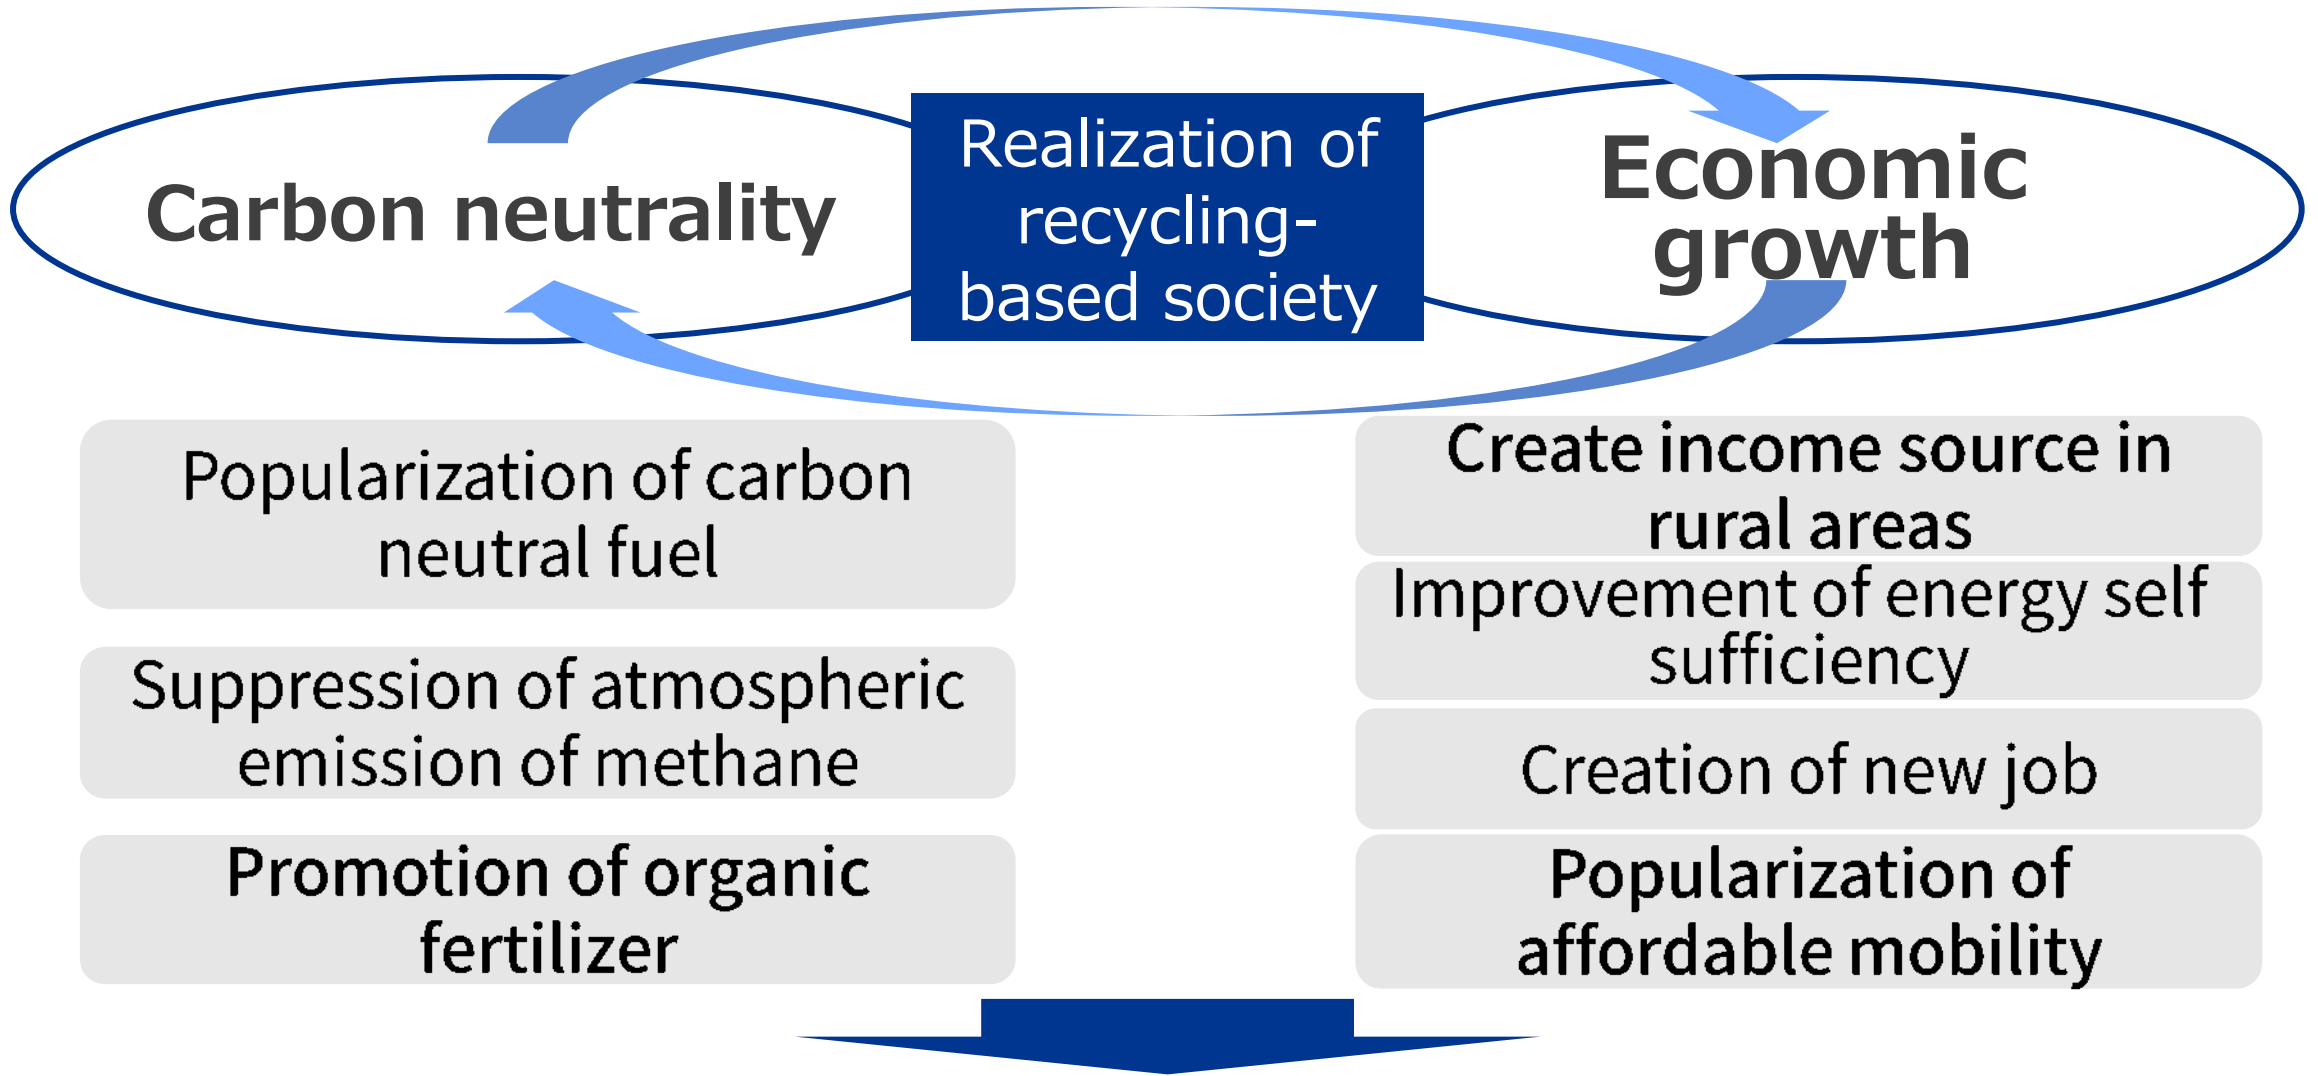 Carbon neutrality
Realization of
recycling-
based society
Economic
growth
Popularization of carbon
neutral fuel
Suppression of atmospheric
emission of methane
Promotion of organic
fertilizer
Create income source in
rural areas
Improvement of energy self
sufficiency
Creation of new job
Popularization of
affordable mobility